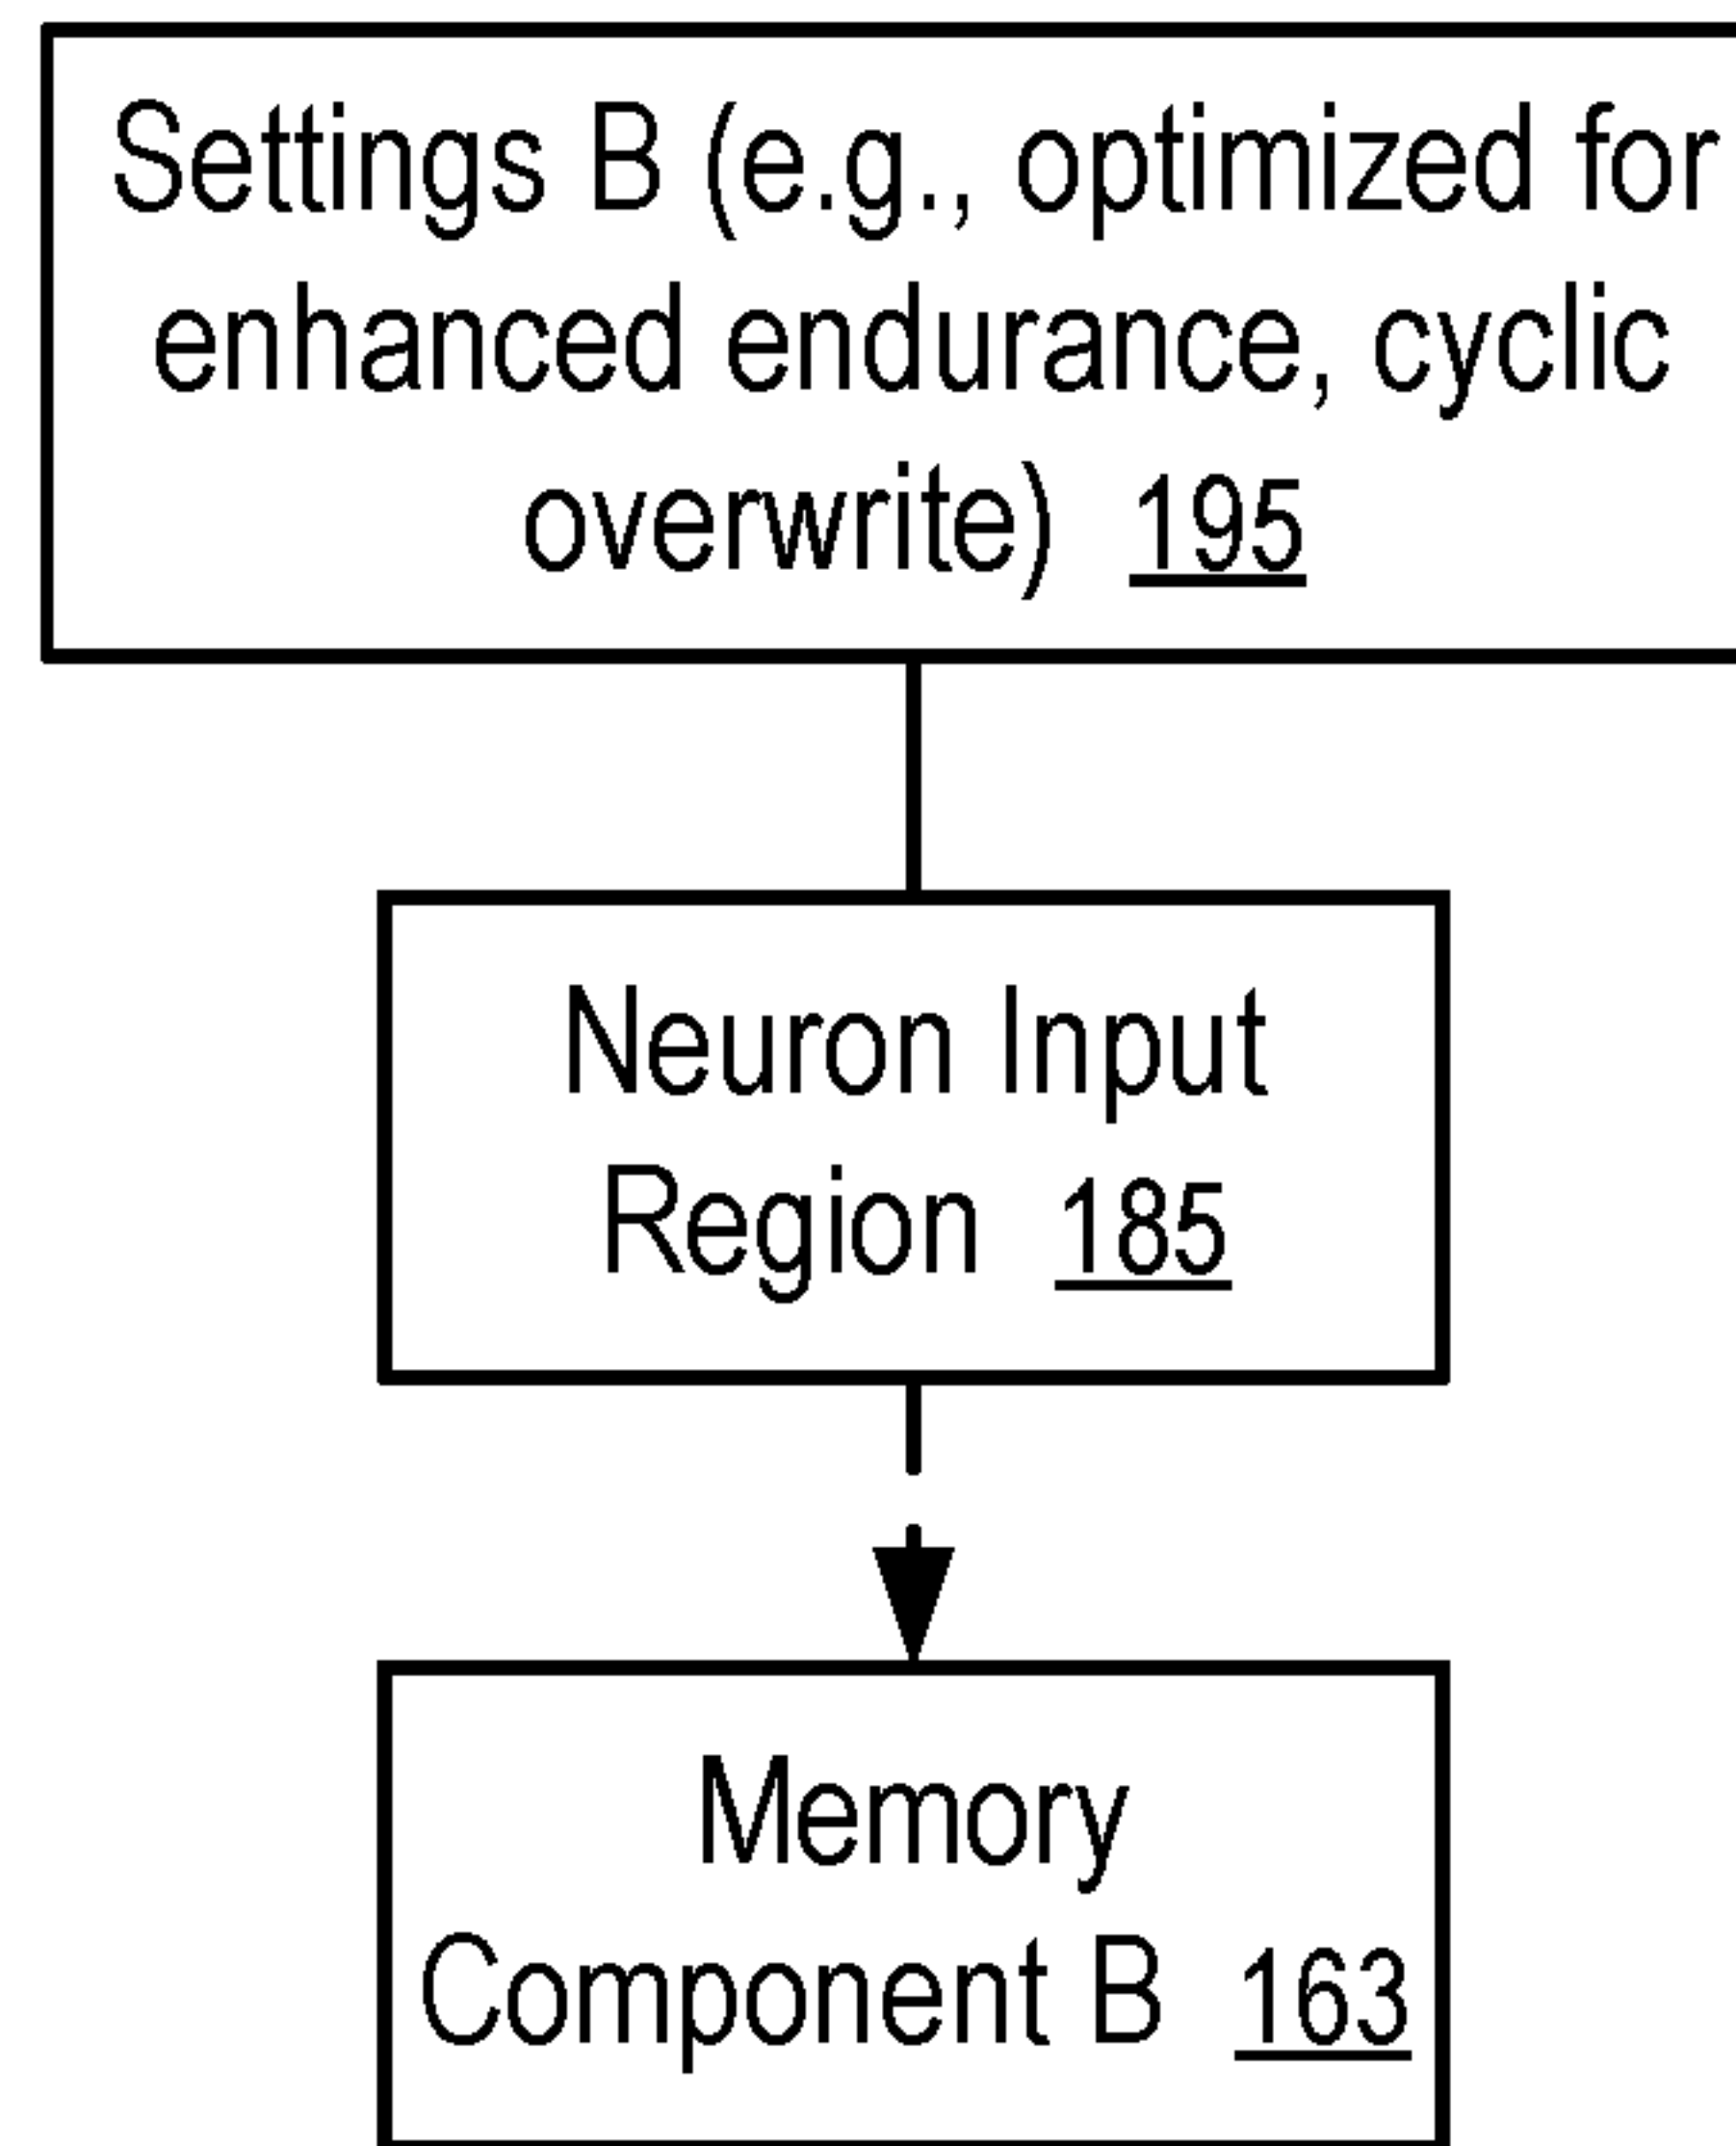 Settings B (e.g., optimized for
enhanced endurance, cyclic
overwrite) 195
Neuron Input
Region 185
Memory
Component B 163